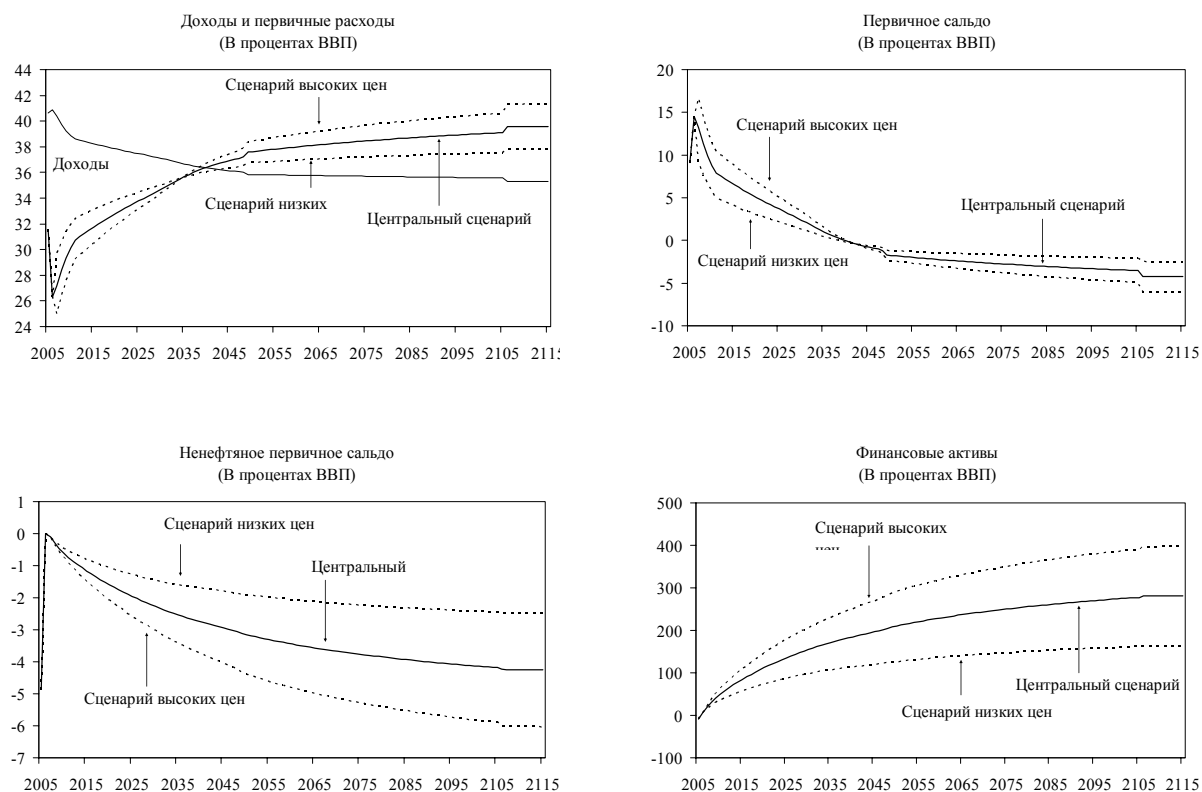 Доходы и первичные расходы
(В процентах ВВП)
44
42
40
38
36
34
32
30
28
26
24
Сценарий высоких цен
Доходы
Сценарий низких
Центральный сценарий
2005 2015 2025 2035 2045 2055 2065 2075 2085 2095 2105 211
Первичное сальдо
(В процентах ВВП)
20
15
10
5
0
-5
-10
Сценарий высоких цен
Центральный сценарий
Сценарий низких цен
2005 2015 2025 2035 2045 2055 2065 2075 2085 2095 2105 2115
Ненефтяное первичное сальдо
(В процентах ВВП)
1
0
-1
-2
-3
-4
-5
-6
-7
Сценарий низких цен
Центральный
Сценарий высоких цен
2005 2015 2025 2035 2045 2055 2065 2075 2085 2095 2105 2115
Финансовые активы
(В процентах ВВП)
500
400
300
200
100
0
-100
Сценарий высоких
Центральный сценарий
Сценарий низких цен
2005 2015 2025 2035 2045 2055 2065 2075 2085 2095 2105 2115